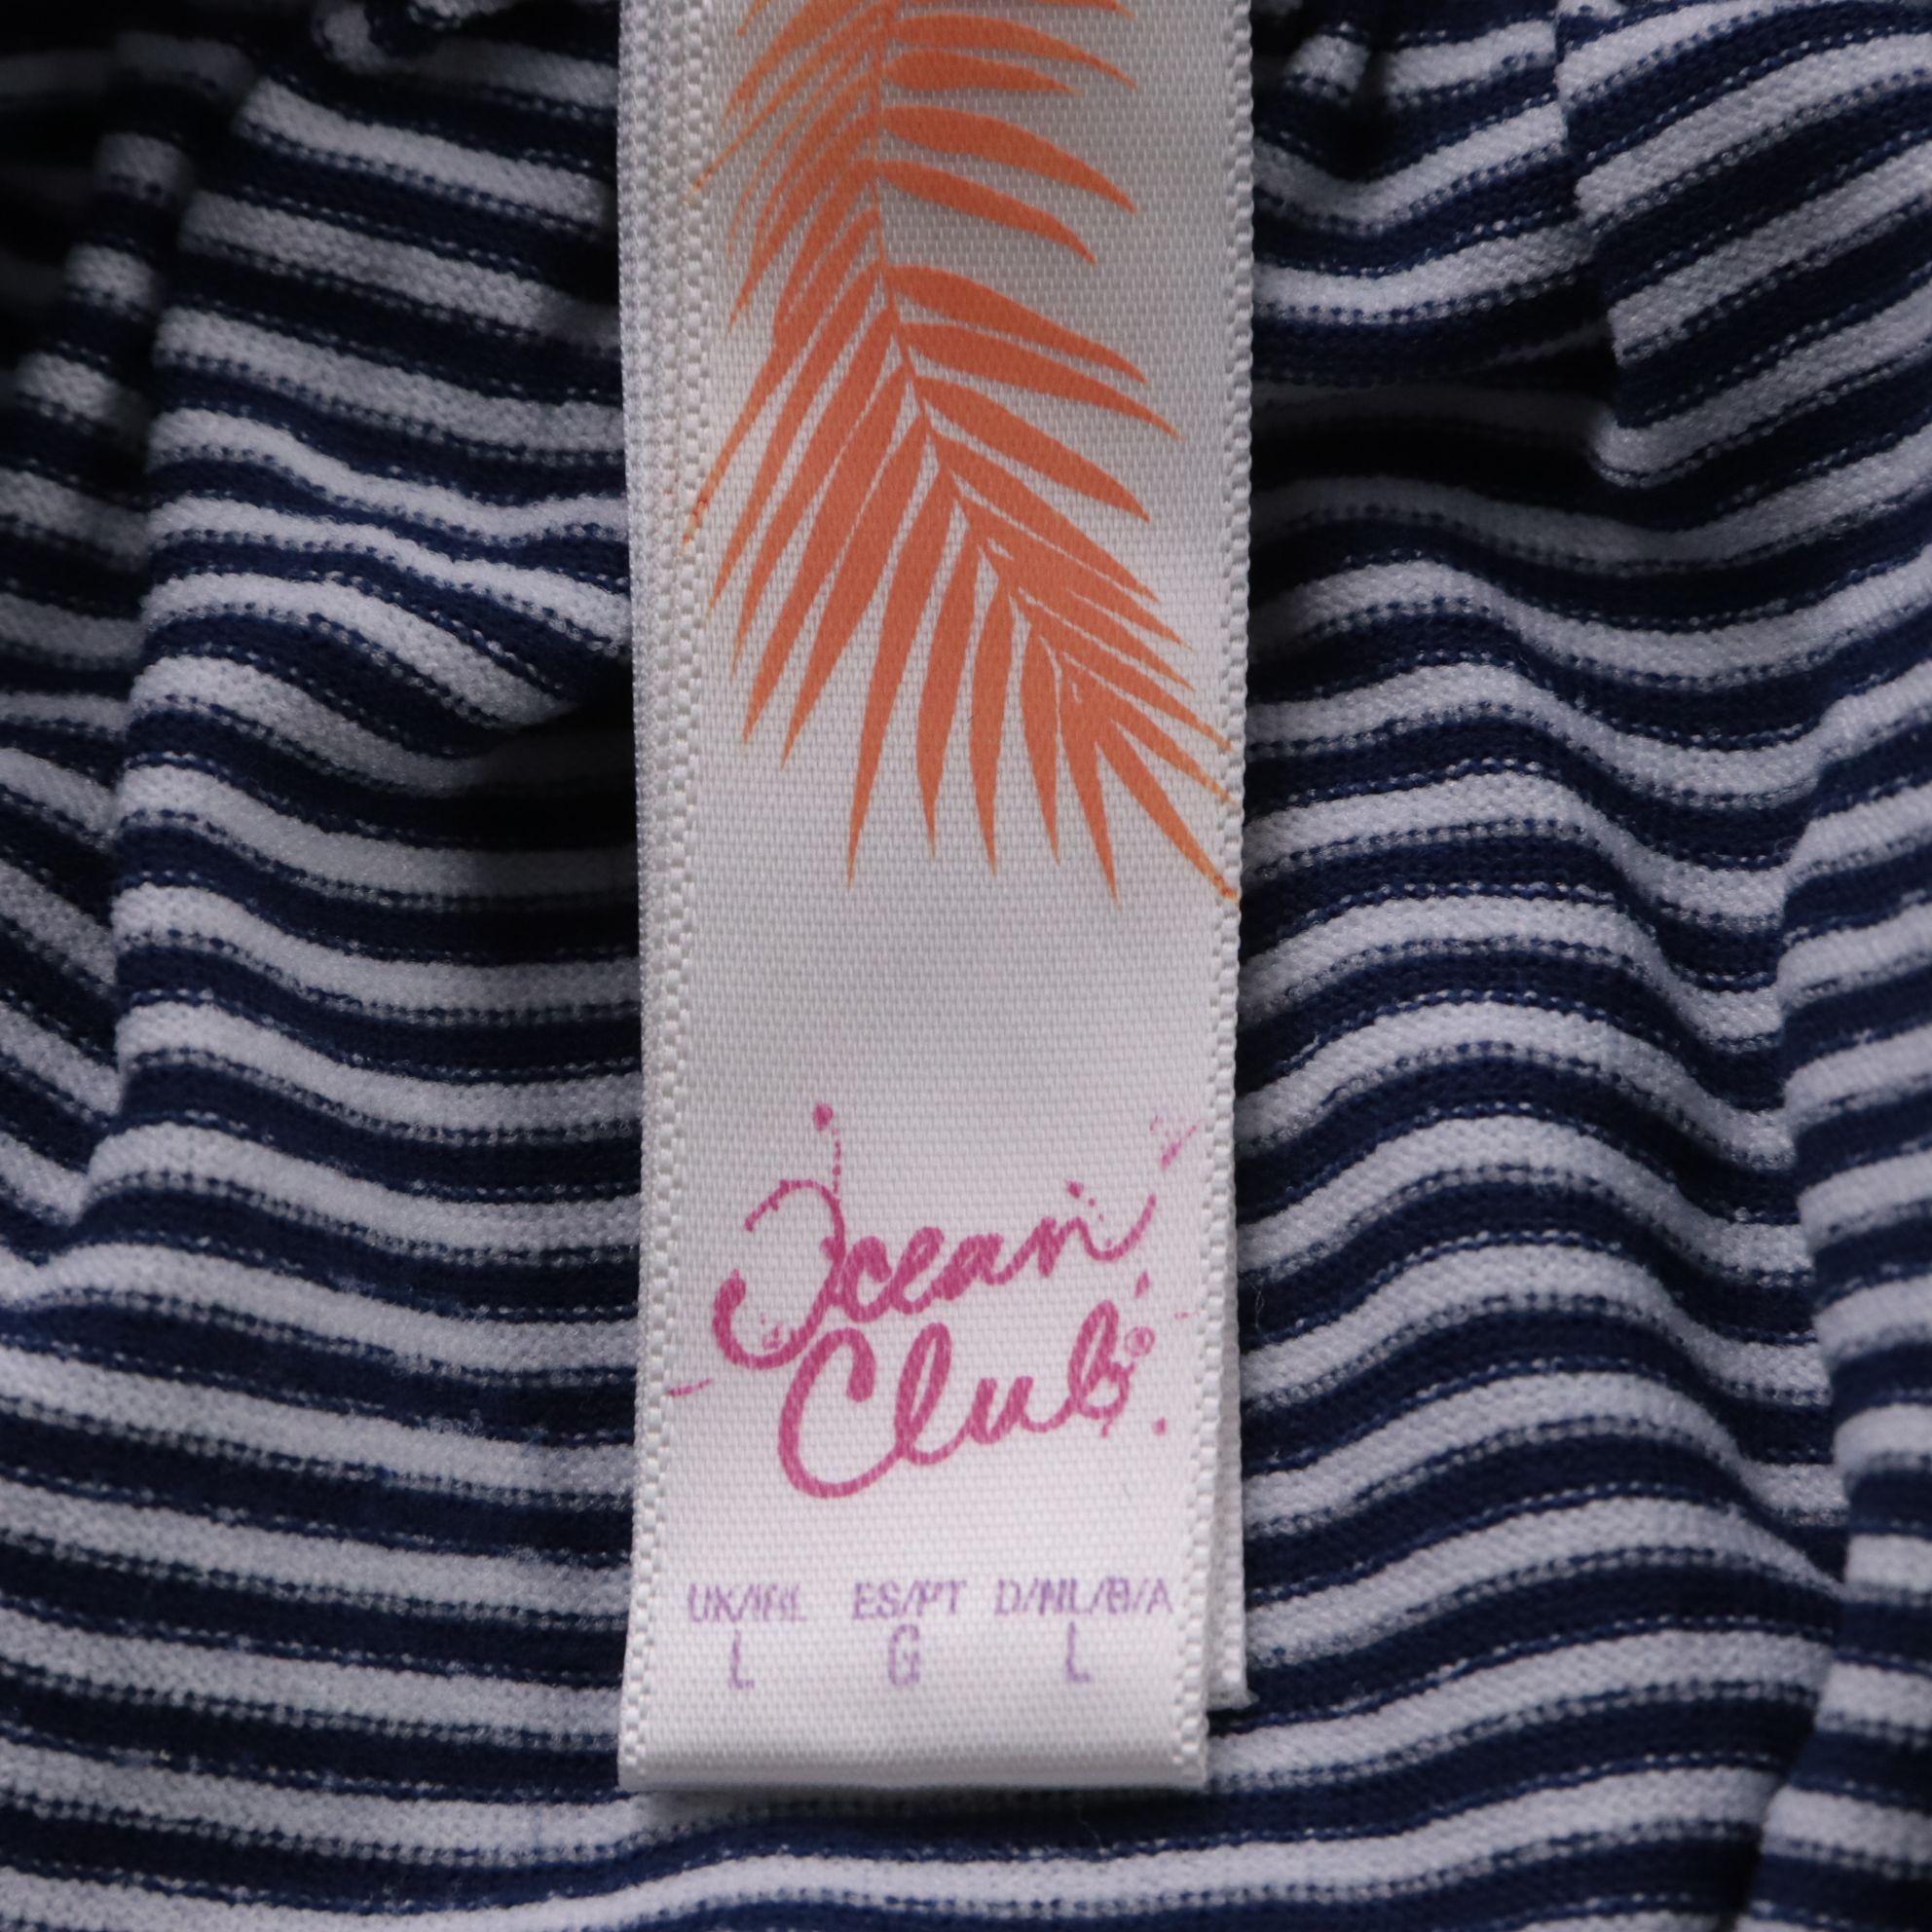 Ocean
Club®
UK/IRL ES/PT D/NL/B/A
L G L